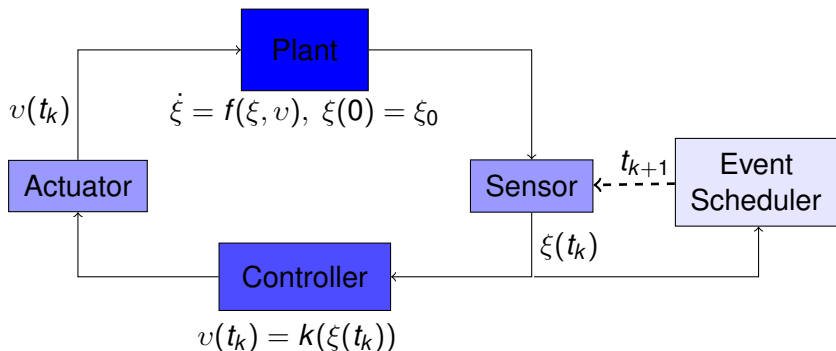 Plant
υ(t_k)
ξ̇ = f(ξ, υ), ξ(0) = ξ_0
Actuator
Sensor
t_{k+1}
Event
Scheduler
ξ(t_k)
Controller
υ(t_k) = k(ξ(t_k))